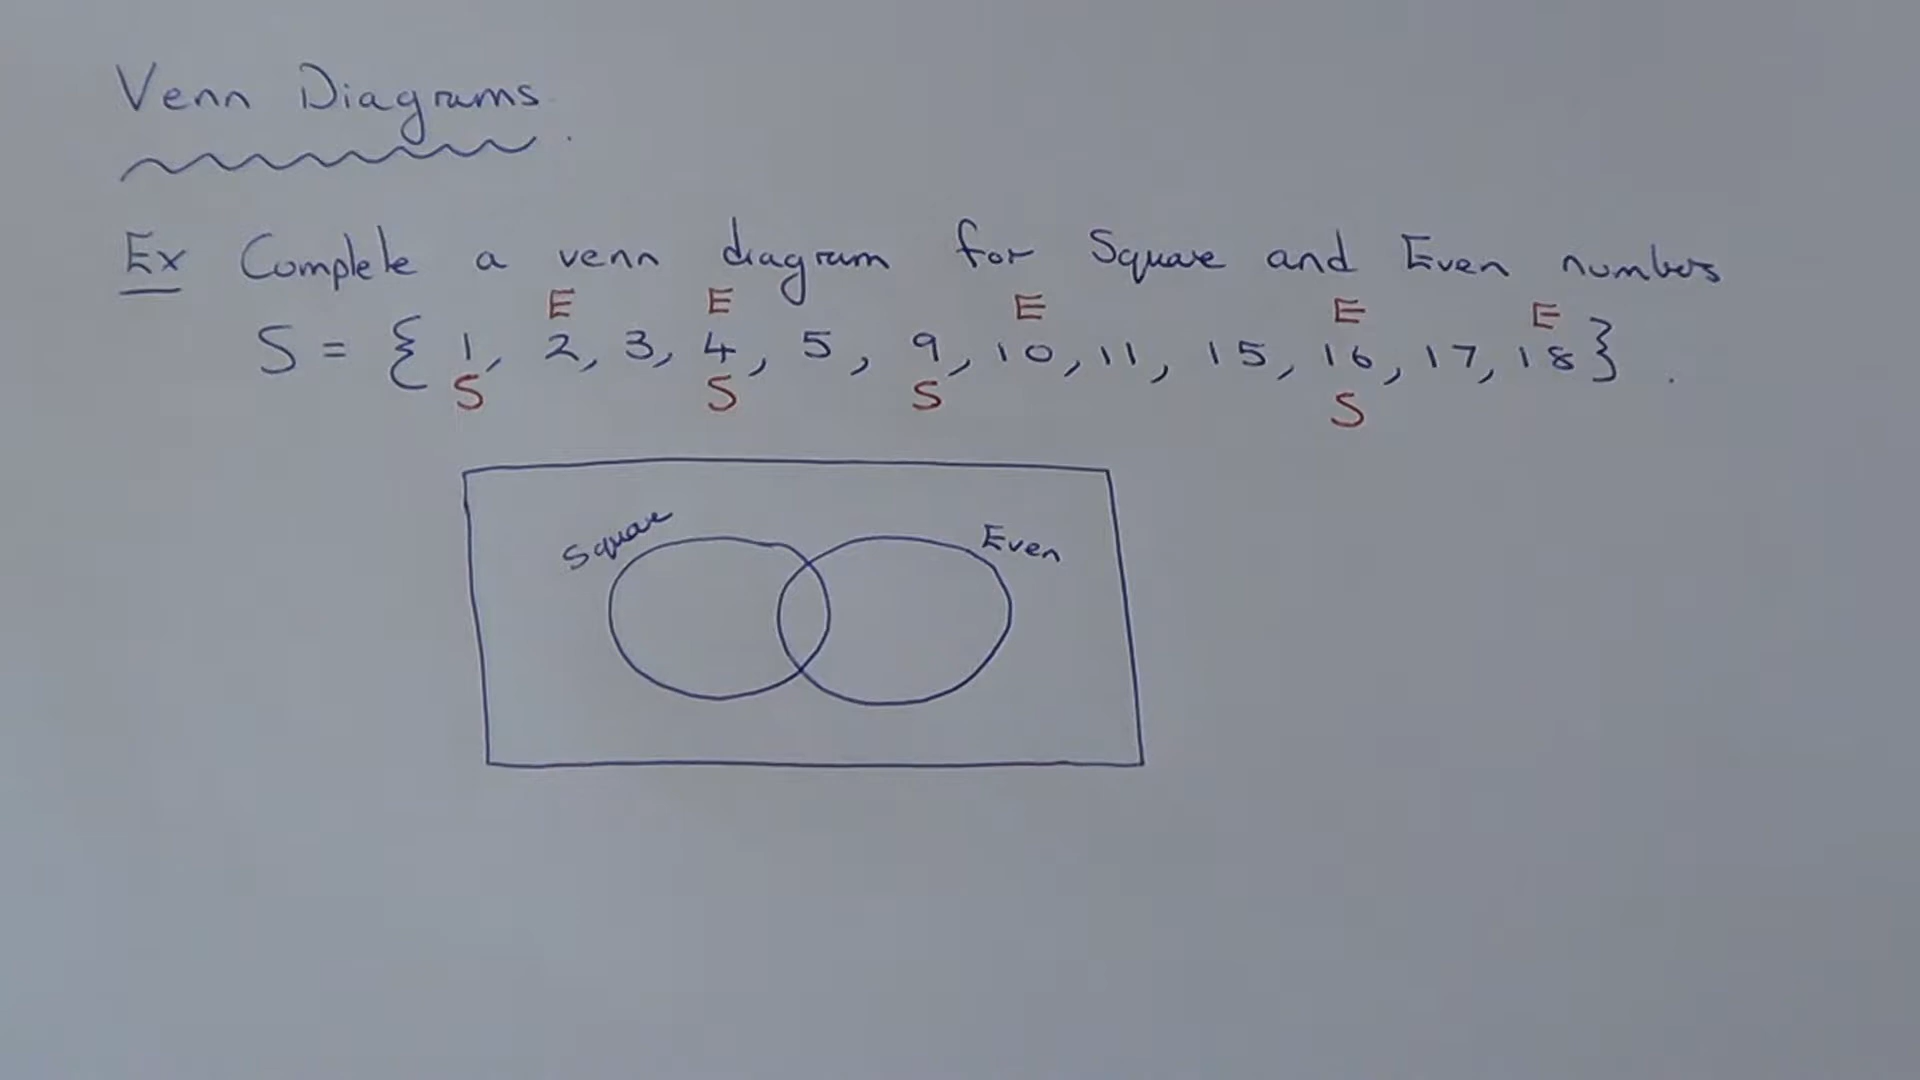 Venn Diagrams.
Ex Complete a venn diagram for Square and Even numbers
E E E E E
S = { 1, 2, 3, 4, 5, 9, 10, 11, 15, 16, 17, 18 } .
S S S S
Square
Even